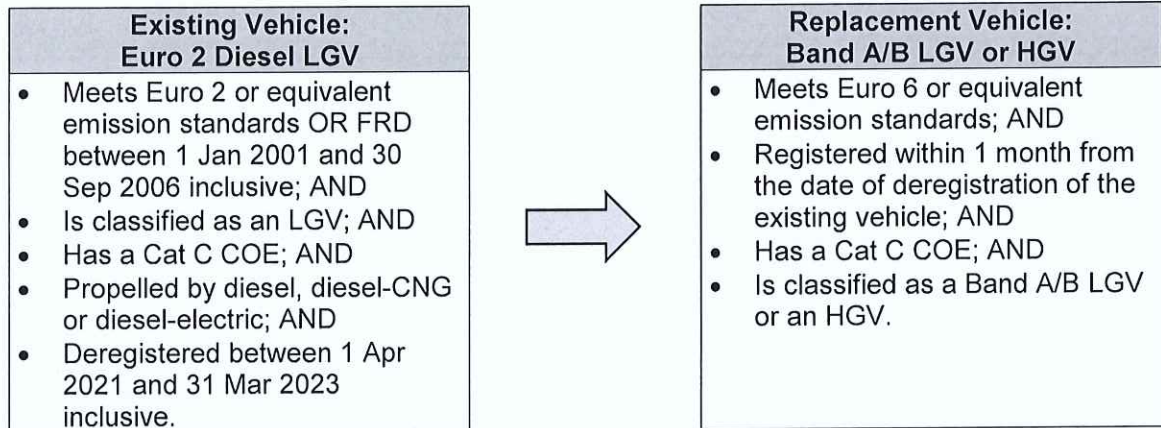 Existing Vehicle:
Euro 2 Diesel LGV
• Meets Euro 2 or equivalent
emission standards OR FRD
between 1 Jan 2001 and 30
Sep 2006 inclusive; AND
• Is classified as an LGV; AND
• Has a Cat C COE; AND
• Propelled by diesel, diesel-CNG
or diesel-electric; AND
• Deregistered between 1 Apr
2021 and 31 Mar 2023
inclusive.
Replacement Vehicle:
Band A/B LGV or HGV
• Meets Euro 6 or equivalent
emission standards; AND
• Registered within 1 month from
the date of deregistration of the
existing vehicle; AND
• Has a Cat C COE; AND
• Is classified as a Band A/B LGV
or an HGV.